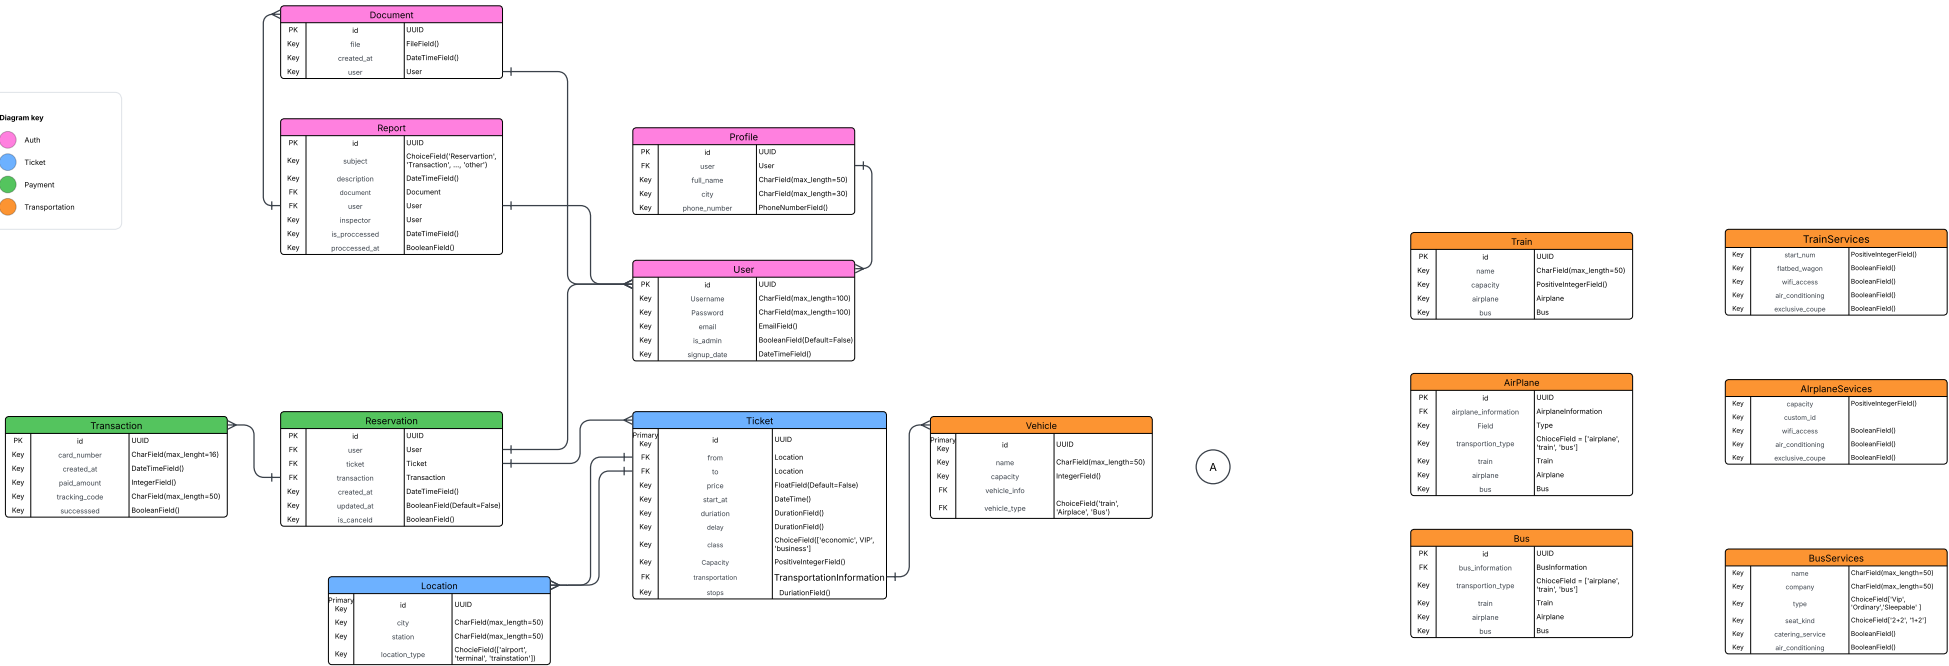 Diagram key
Auth
Ticket
Payment
Transportation
Document
PK id UUID
Key file FileField()
Key created_at DateTimeField()
Key user User
Report
PK id UUID
Key subject ChoiceField('Reservartion',
'Transaction', ..., 'other')
Key description DateTimeField()
FK document Document
FK user User
Key inspector User
Key is_proccessed DateTimeField()
Key proccessed_at BooleanField()
Profile
PK id UUID
FK user User
Key full_name CharField(max_length=50)
Key city CharField(max_length=30)
Key phone_number PhoneNumberField()
User
PK id UUID
Key Username CharField(max_length=100)
Key Password CharField(max_length=100)
Key email EmailField()
Key is_admin BooleanField(Default=False)
Key signup_date DateTimeField()
Transaction
PK id UUID
Key card_number CharField(max_lenght=16)
Key created_at DateTimeField()
Key paid_amount IntegerField()
Key tracking_code CharField(max_length=50)
Key successsed BooleanField()
Reservation
PK id UUID
FK user User
FK ticket Ticket
FK transaction Transaction
Key created_at DateTimeField()
Key updated_at BooleanField(Default=False)
Key is_canceld BooleanField()
Ticket
Primary
Key id UUID
FK from Location
FK to Location
Key price FloatField(Default=False)
Key start_at DateTime()
Key duriation DurationField()
Key delay DurationField()
Key class ChoiceField(['economic', VIP',
'business']
Key Capacity PositiveIntegerField()
FK transportation TransportationInformation
Key stops DuriationField()
Location
Primary
Key id UUID
Key city CharField(max_length=50)
Key station CharField(max_length=50)
Key location_type ChocieField(['airport',
'terminal', 'trainstation'])
Vehicle
Primary
Key id UUID
Key name CharField(max_length=50)
Key capacity IntegerField()
FK vehicle_info
FK vehicle_type ChoiceField('train',
'Airplace', 'Bus')
A
Train
PK id UUID
Key name CharField(max_length=50)
Key capacity PositiveIntegerField()
Key airplane Airplane
Key bus Bus
AirPlane
PK id UUID
FK airplane_information AirplaneInformation
Key Field Type
Key transportion_type ChioceField = ['airplane',
'train', 'bus']
Key train Train
Key airplane Airplane
Key bus Bus
Bus
PK id UUID
FK bus_information BusInformation
Key transportion_type ChioceField = ['airplane',
'train', 'bus']
Key train Train
Key airplane Airplane
Key bus Bus
TrainServices
Key start_num PositiveIntegerField()
Key flatbed_wagon BooleanField()
Key wifi_access BooleanField()
Key air_conditioning BooleanField()
Key exclusive_coupe BooleanField()
AIrplaneSevices
Key capacity PositiveIntegerField()
Key custom_id
Key wifi_access BooleanField()
Key air_conditioning BooleanField()
Key exclusive_coupe BooleanField()
BusServices
Key name CharField(max_length=50)
Key company CharField(max_length=50)
Key type ChoiceField['Vip',
'Ordinary','Sleepable' ]
Key seat_kind ChoiceField['2+2', '1+2']
Key catering_service BooleanField()
Key air_conditioning BooleanField()